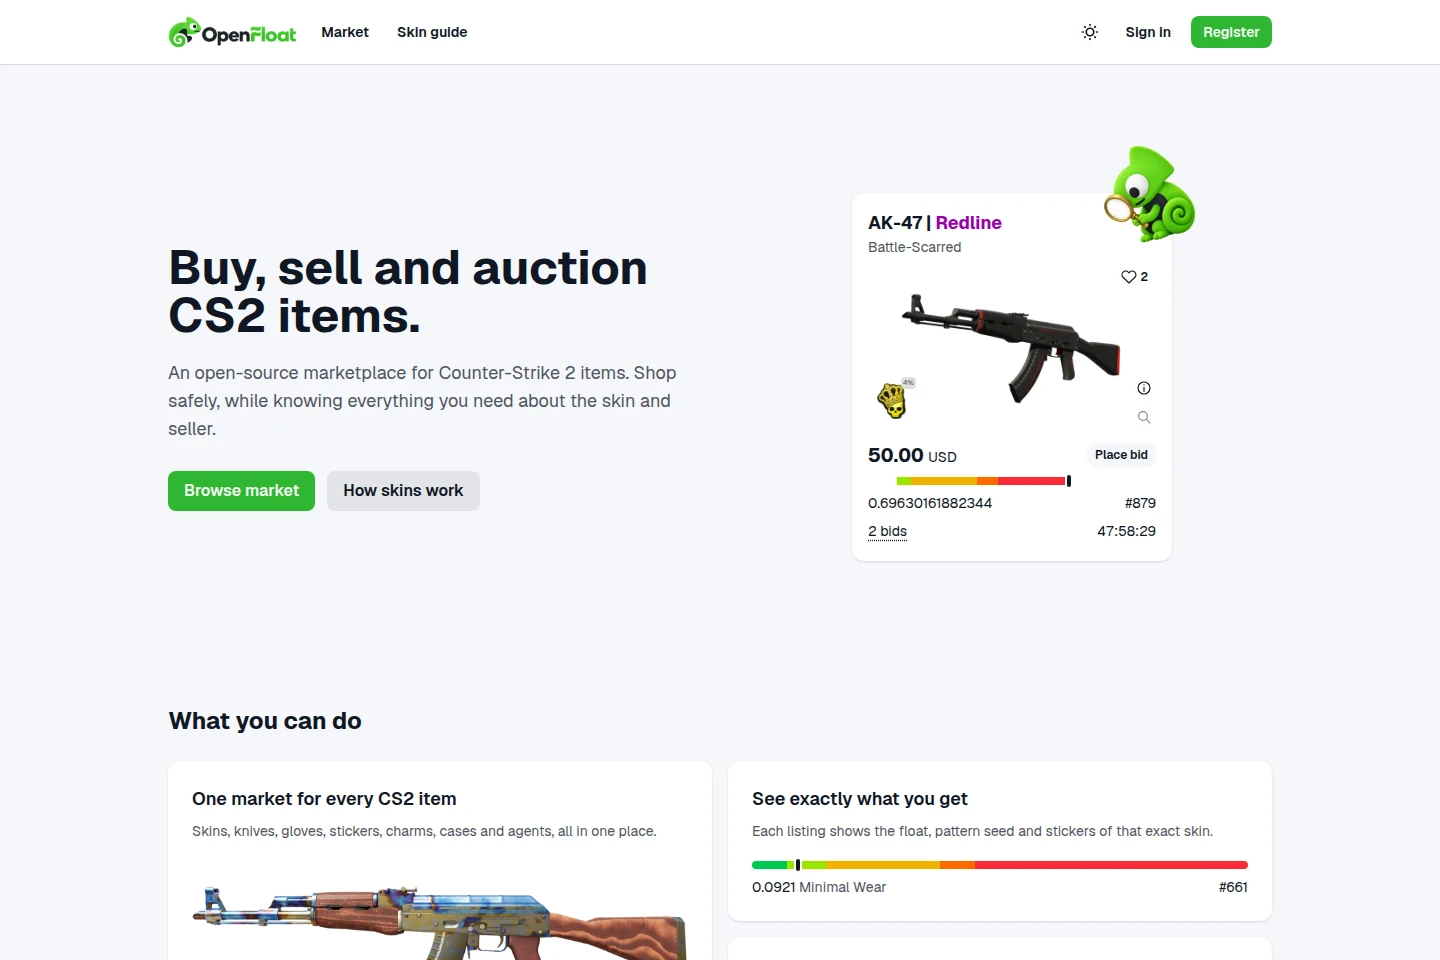 OpenFloat
Market
Skin guide
Sign in
Register
Buy, sell and auction
CS2 items.
An open-source marketplace for Counter-Strike 2 items. Shop
safely, while knowing everything you need about the skin and
seller.
Browse market
How skins work
AK-47 | Redline
Battle-Scarred
2
4%
50.00 USD
Place bid
0.69630161882344
#879
2 bids
47:58:29
What you can do
One market for every CS2 item
Skins, knives, gloves, stickers, charms, cases and agents, all in one place.
See exactly what you get
Each listing shows the float, pattern seed and stickers of that exact skin.
0.0921 Minimal Wear
#661